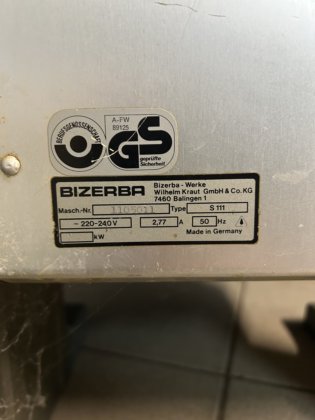 BERUFSGENOSSENSCHAFT
A-FW
89125
GS
geprüfte
Sicherheit
BIZERBA
Bizerba - Werke
Wilhelm Kraut GmbH & Co. KG
7460 Balingen 1
Masch.-Nr. Type S 111
~ 220-240V 2,77 A 50 Hz
kW Made in Germany